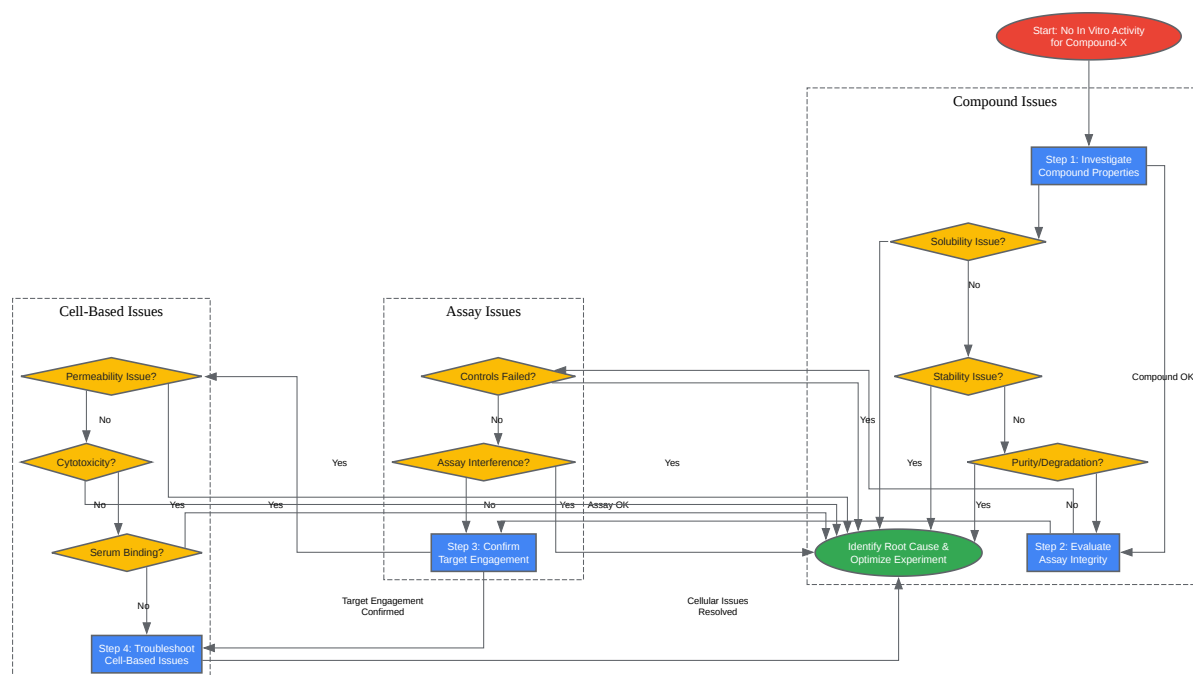 Start: No In Vitro Activity
for Compound-X
Compound Issues
Step 1: Investigate
Compound Properties
Solubility Issue?
No
Cell-Based Issues
Assay Issues
Permeability Issue?
Controls Failed?
Stability Issue?
Compound OK
No
No
Yes
No
Cytotoxicity?
Yes
Assay Interference?
Yes
Yes
Purity/Degradation?
No
Yes
Yes
No
Yes
Assay OK
Yes
No
Serum Binding?
Step 3: Confirm
Target Engagement
Identify Root Cause &
Optimize Experiment
Step 2: Evaluate
Assay Integrity
No
Target Engagement
Confirmed
Cellular Issues
Resolved
Step 4: Troubleshoot
Cell-Based Issues